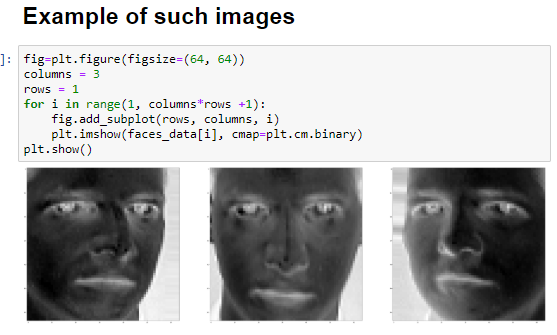 Example of such images
]: fig=plt.figure(figsize=(64, 64))
columns = 3
rows = 1
for i in range(1, columns*rows +1):
    fig.add_subplot(rows, columns, i)
    plt.imshow(faces_data[i], cmap=plt.cm.binary)
plt.show()